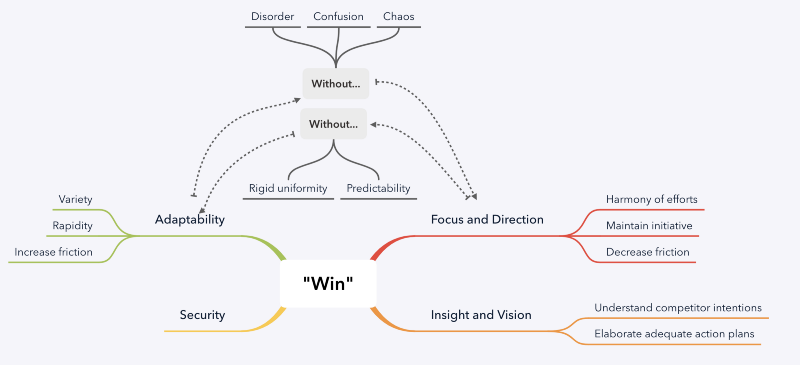 Disorder
Confusion
Chaos
Without...
Without...
Rigid uniformity
Predictability
Variety
Rapidity
Increase friction
Adaptability
Focus and Direction
Harmony of efforts
Maintain initiative
Decrease friction
"Win"
Security
Insight and Vision
Understand competitor intentions
Elaborate adequate action plans